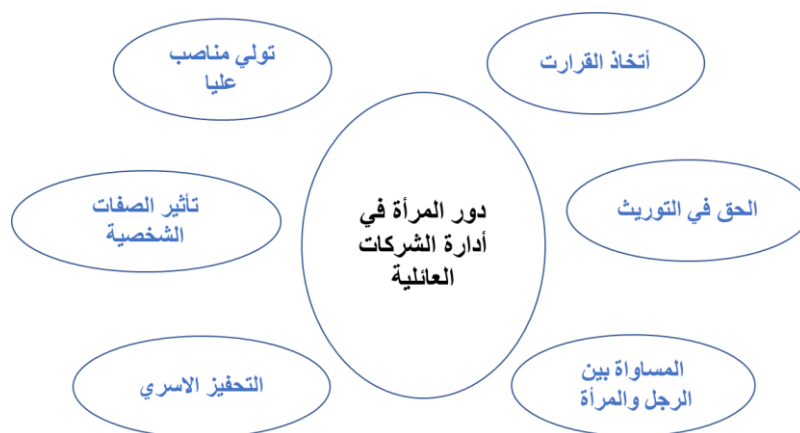 أتخاذ القرارت
تولي مناصب
عليا
الحق في التوريث
دور المرأة في
أدارة الشركات
العائلية
تأثير الصفات
الشخصية
المساواة بين
الرجل والمرأة
التحفيز الاسري